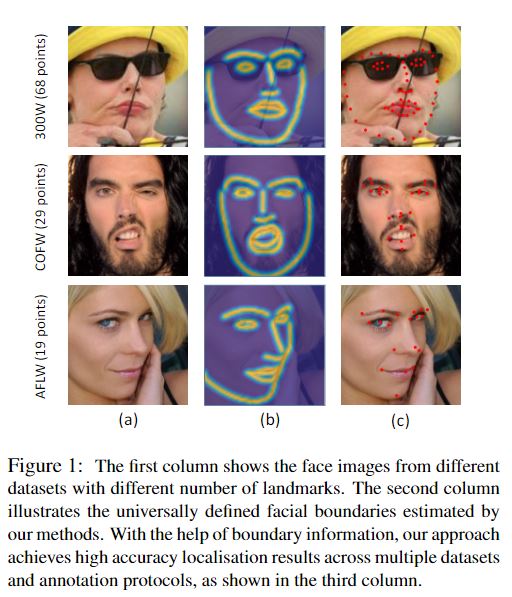 300W (68 points)
COFW (29 points)
AFLW (19 points)
(a) (b) (c)
Figure 1: The first column shows the face images from different
datasets with different number of landmarks. The second column
illustrates the universally defined facial boundaries estimated by
our methods. With the help of boundary information, our approach
achieves high accuracy localisation results across multiple datasets
and annotation protocols, as shown in the third column.